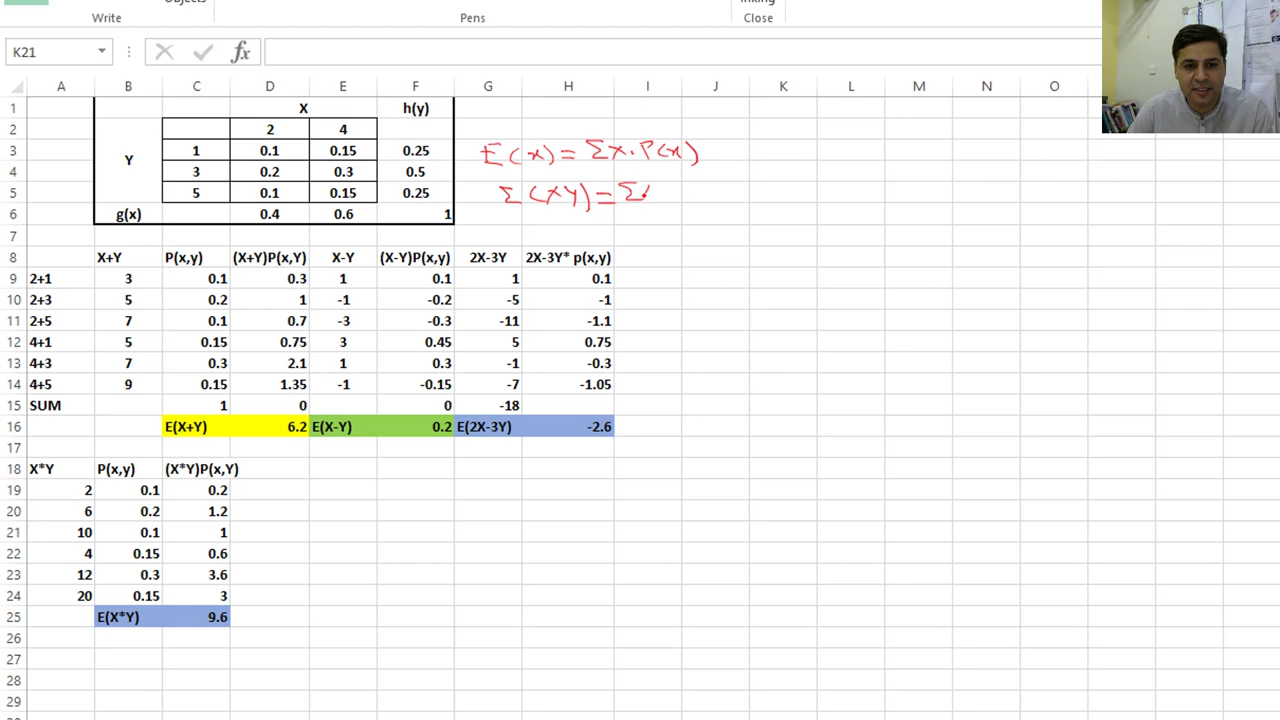 Objects
Inking
Write Pens Close
K21 fx
A B C D E F G H I J K L M N O
1 X h(y)
2 2 4
Y
3 1 0.1 0.15 0.25
4 3 0.2 0.3 0.5
5 5 0.1 0.15 0.25
6 g(x) 0.4 0.6 1
E(x) = Σx.P(x)
Σ(XY) = Σ
7
8 X+Y P(x,y) (X+Y)P(x,Y) X-Y (X-Y)P(x,y) 2X-3Y 2X-3Y* p(x,y)
9 2+1 3 0.1 0.3 1 0.1 1 0.1
10 2+3 5 0.2 1 -1 -0.2 -5 -1
11 2+5 7 0.1 0.7 -3 -0.3 -11 -1.1
12 4+1 5 0.15 0.75 3 0.45 5 0.75
13 4+3 7 0.3 2.1 1 0.3 -1 -0.3
14 4+5 9 0.15 1.35 -1 -0.15 -7 -1.05
15 SUM 1 0 0 -18
16 E(X+Y) 6.2 E(X-Y) 0.2 E(2X-3Y) -2.6
17
18 X*Y P(x,y) (X*Y)P(x,Y)
19 2 0.1 0.2
20 6 0.2 1.2
21 10 0.1 1
22 4 0.15 0.6
23 12 0.3 3.6
24 20 0.15 3
25 E(X*Y) 9.6
26
27
28
29